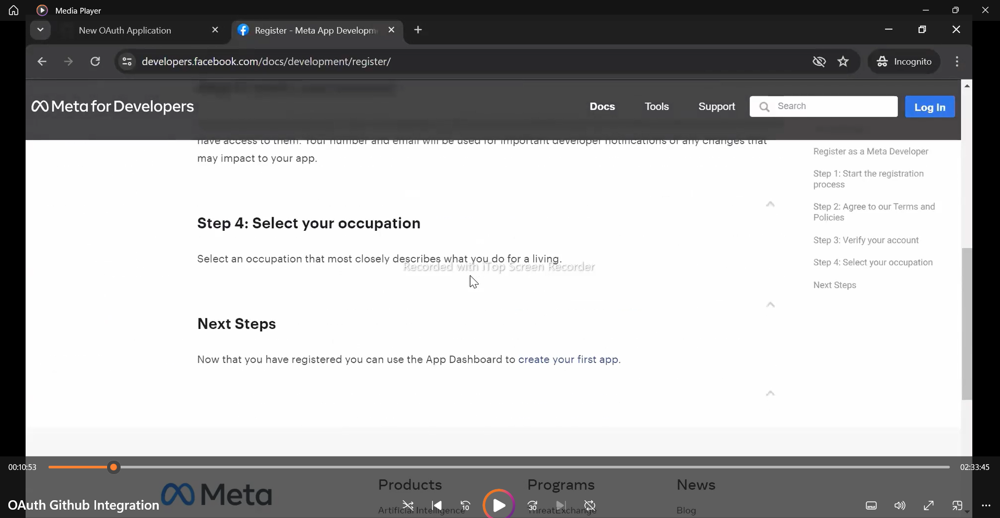 Media Player
New OAuth Application
Register - Meta App Developm
developers.facebook.com/docs/development/register/
Incognito
Meta for Developers
Docs
Tools
Support
Search
Log In
have access to them. Your number and email will be used for important developer notifications of any changes that
may impact to your app.
Step 4: Select your occupation
Select an occupation that most closely describes what you do for a living.
Recorded with iTop Screen Recorder
Next Steps
Now that you have registered you can use the App Dashboard to create your first app.
Register as a Meta Developer
Step 1: Start the registration
process
Step 2: Agree to our Terms and
Policies
Step 3: Verify your account
Step 4: Select your occupation
Next Steps
00:10:53
02:33:45
Meta
Products
Programs
News
Artificial Intelligence
ThreatExchange
Blog
OAuth Github Integration
10
30